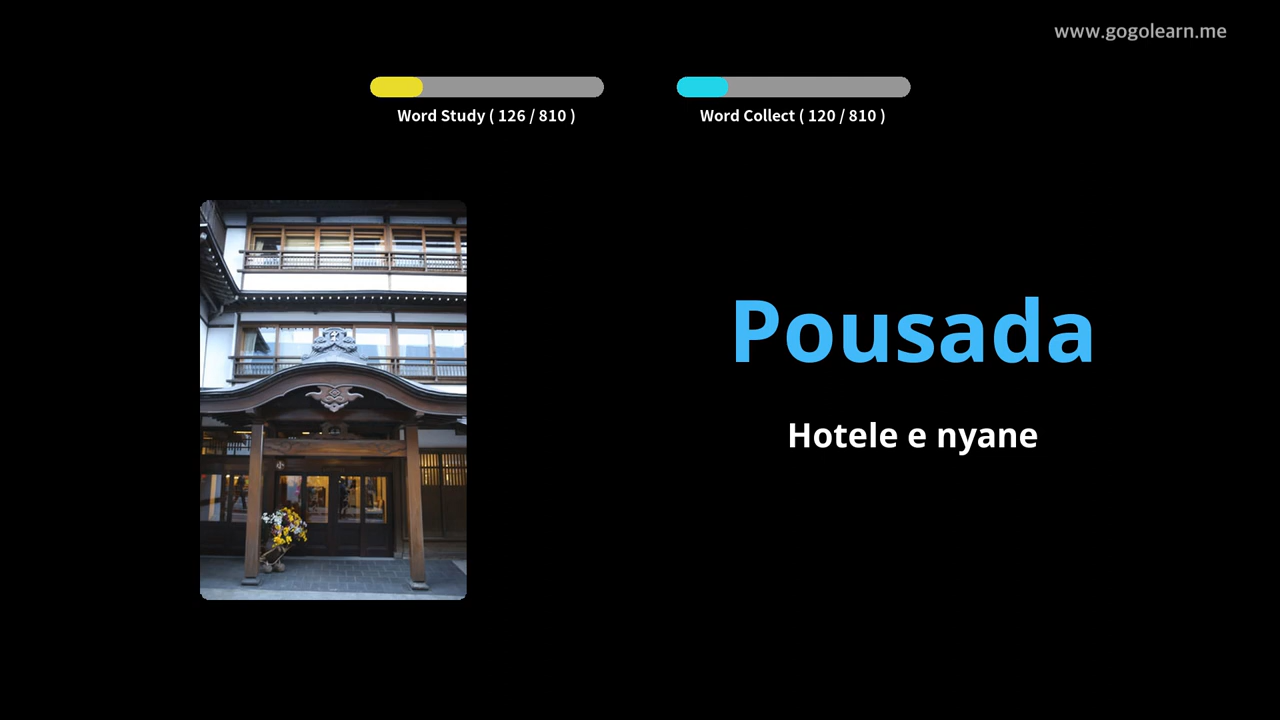 www.gogolearn.me
Word Study ( 126 / 810 )
Word Collect ( 120 / 810 )
Pousada
Hotele e nyane